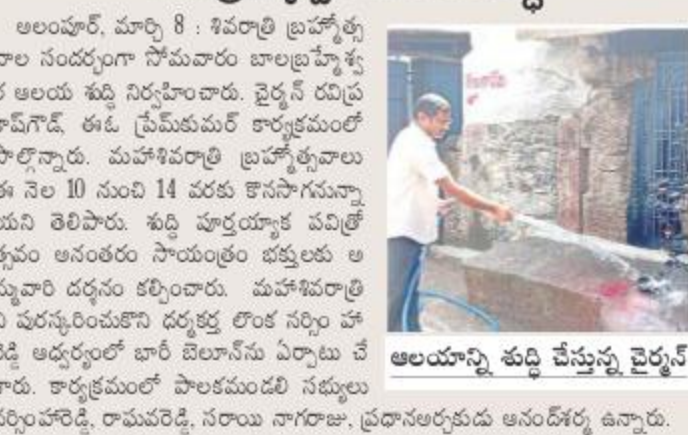 అలంపూర్, మార్చి 8 : శివరాత్రి బ్రహ్మోత్స
వాల సందర్భంగా సోమవారం బాలబ్రహ్మేశ్వ
ర ఆలయ శుద్ధి నిర్వహించారు. చైర్మన్ రవిప్ర
కాష్‌గౌడ్, ఈఓ ప్రేమ్‌కుమార్ కార్యక్రమంలో
పాల్గొన్నారు. మహాశివరాత్రి బ్రహ్మోత్సవాలు
ఈ నెల 10 నుంచి 14 వరకు కొనసాగనున్నా
యని తెలిపారు. శుద్ధి పూర్తయ్యాక పవిత్రో
త్సవం అనంతరం సాయంత్రం భక్తులకు అ
మ్మవారి దర్శనం కల్పించారు. మహాశివరాత్రి
ని పురస్కరించుకొని ధర్మకర్త లొంక నర్సిం హా
రెడ్డి ఆధ్వర్యంలో భారీ బెలూన్‌ను ఏర్పాటు చే
శారు. కార్యక్రమంలో పాలకమండలి సభ్యులు
నర్సింహారెడ్డి, రాఘవరెడ్డి, సరాయి నాగరాజు, ప్రధానఅర్చకుడు ఆనంద్‌శర్మ ఉన్నారు.
ఆలయాన్ని శుద్ధి చేస్తున్న చైర్మన్